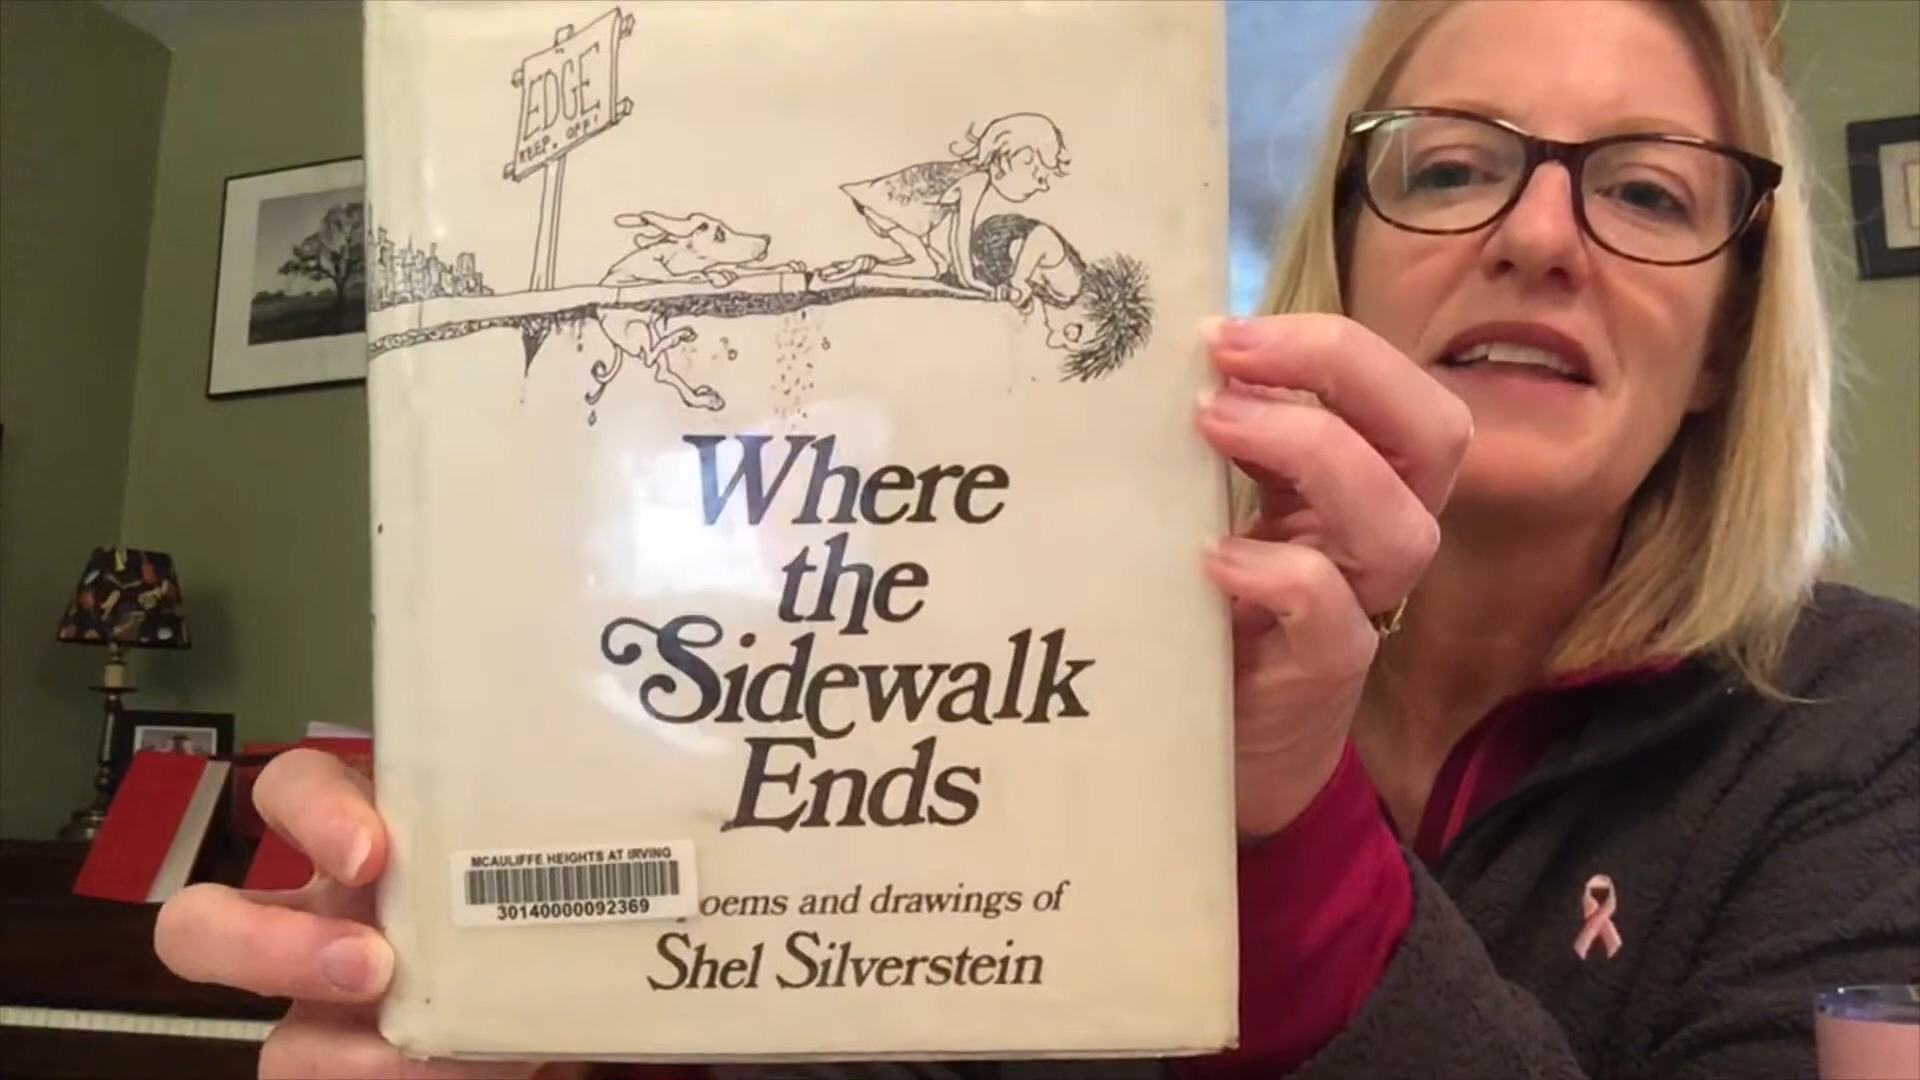 EDGE
KEEP. OFF!
Where
the
Sidewalk
Ends
MCAULIFFE HEIGHTS AT IRVING
30140000092369
oems and drawings of
Shel Silverstein